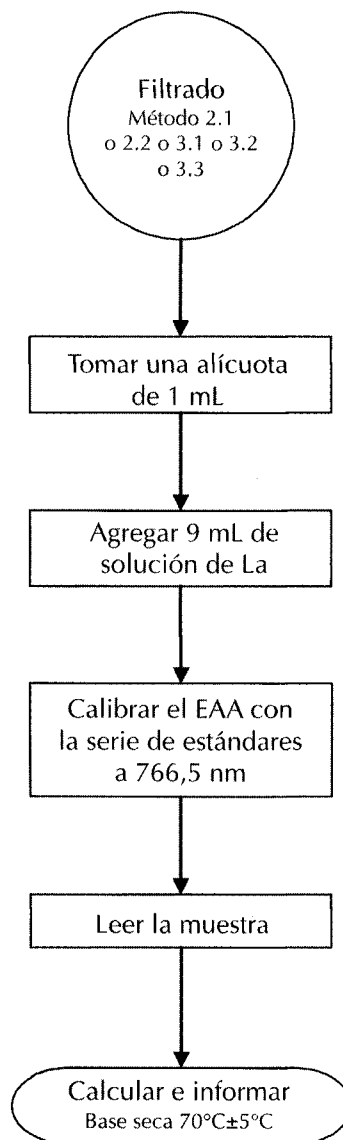 Filtrado
Método 2.1
o 2.2 o 3.1 o 3.2
o 3.3
Tomar una alícuota
de 1 mL
Agregar 9 mL de
solución de La
Calibrar el EAA con
la serie de estándares
a 766,5 nm
Leer la muestra
Calcular e informar
Base seca 70°C±5°C